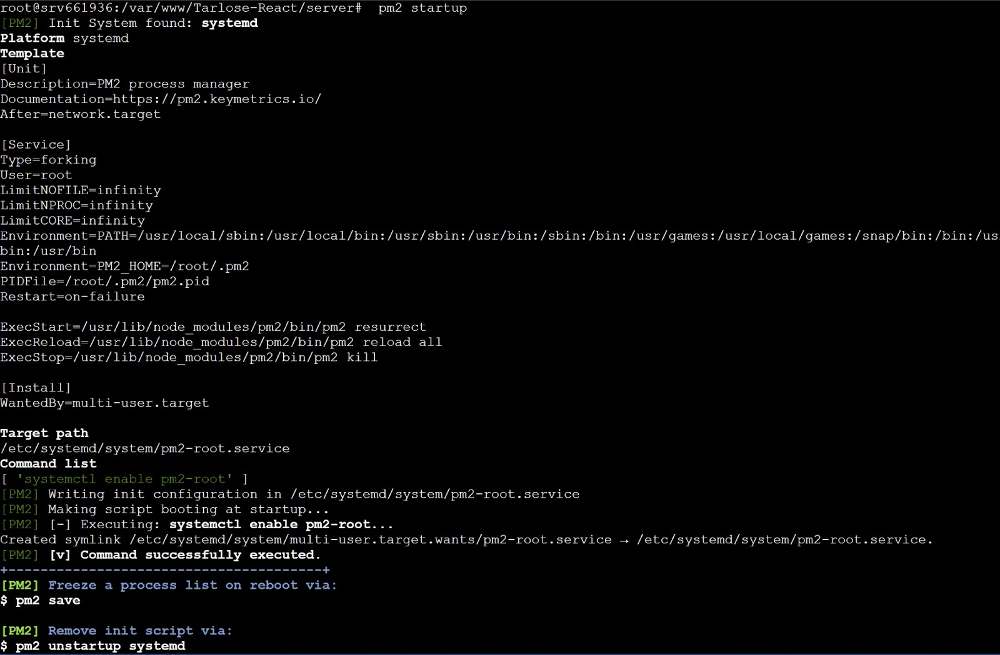 root@srv661936:/var/www/Tarlose-React/server#  pm2 startup
[PM2] Init System found: systemd
Platform systemd
Template
[Unit]
Description=PM2 process manager
Documentation=https://pm2.keymetrics.io/
After=network.target
[Service]
Type=forking
User=root
LimitNOFILE=infinity
LimitNPROC=infinity
LimitCORE=infinity
Environment=PATH=/usr/local/sbin:/usr/local/bin:/usr/sbin:/usr/bin:/sbin:/bin:/usr/games:/usr/local/games:/snap/bin:/bin:/us
bin:/usr/bin
Environment=PM2_HOME=/root/.pm2
PIDFile=/root/.pm2/pm2.pid
Restart=on-failure
ExecStart=/usr/lib/node_modules/pm2/bin/pm2 resurrect
ExecReload=/usr/lib/node_modules/pm2/bin/pm2 reload all
ExecStop=/usr/lib/node_modules/pm2/bin/pm2 kill
[Install]
WantedBy=multi-user.target
Target path
/etc/systemd/system/pm2-root.service
Command list
[ 'systemctl enable pm2-root' ]
[PM2] Writing init configuration in /etc/systemd/system/pm2-root.service
[PM2] Making script booting at startup...
[PM2] [-] Executing: systemctl enable pm2-root...
Created symlink /etc/systemd/system/multi-user.target.wants/pm2-root.service → /etc/systemd/system/pm2-root.service.
[PM2] [v] Command successfully executed.
+---------------------------------------+
[PM2] Freeze a process list on reboot via:
$ pm2 save
[PM2] Remove init script via:
$ pm2 unstartup systemd